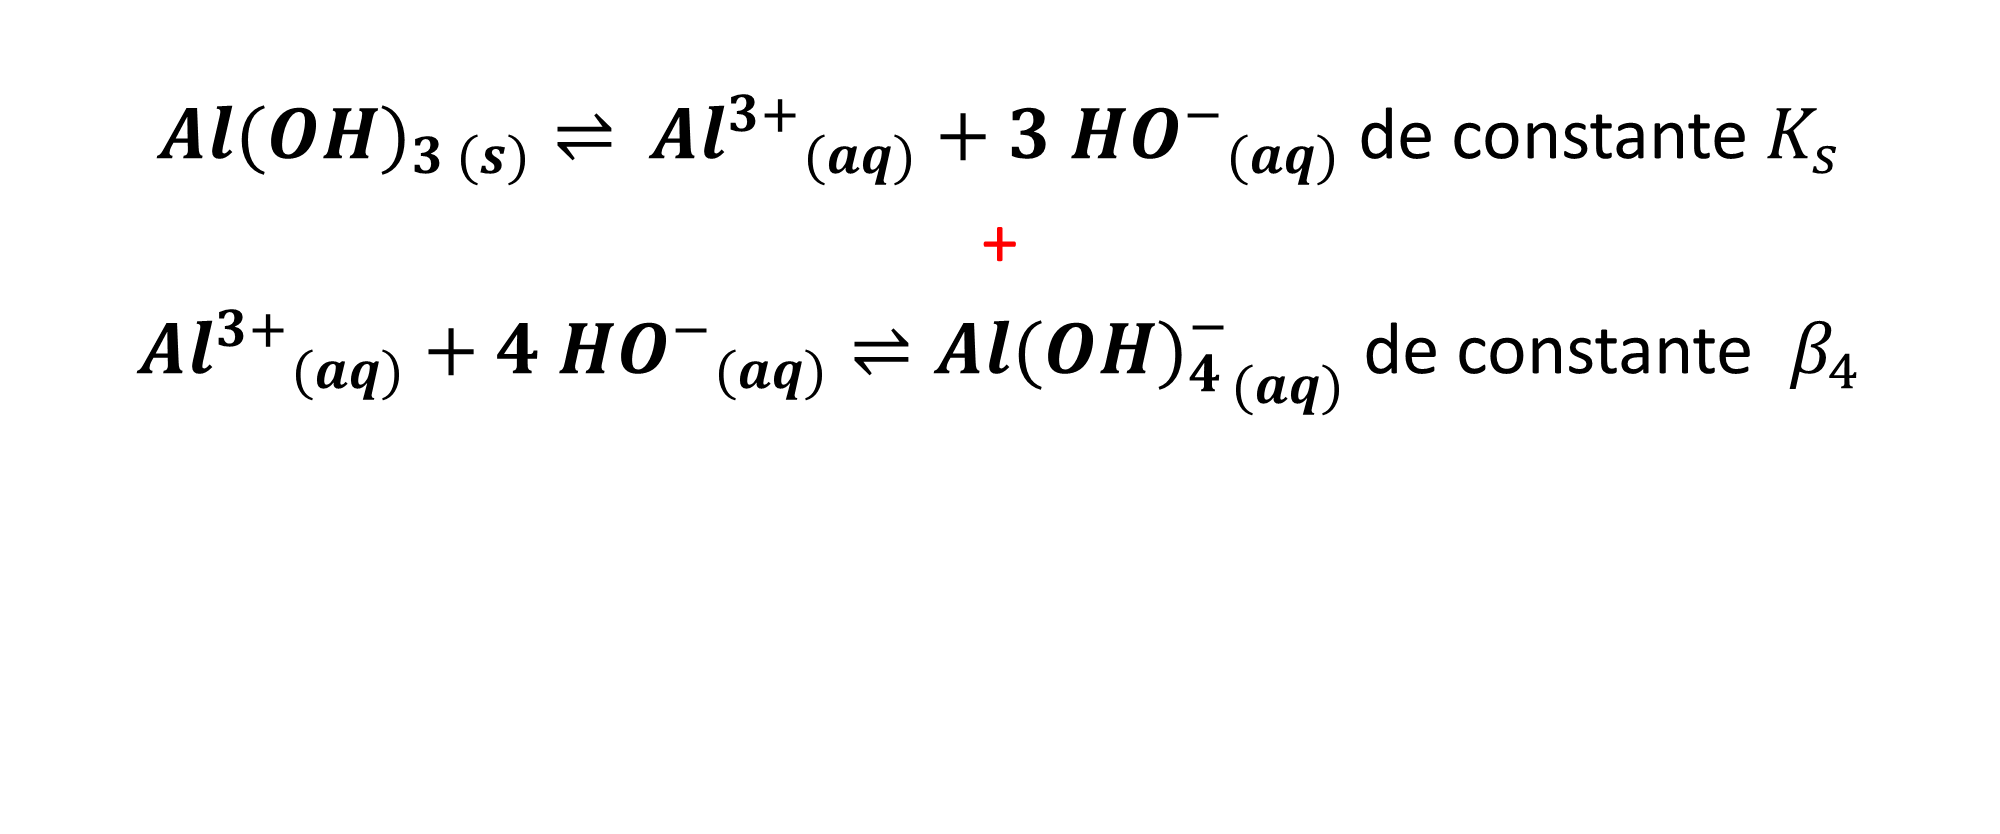 Al(OH)₃ ₍s₎ ⇌ Al³⁺₍aq₎ + 3 HO⁻₍aq₎ de constante Kₛ
+
Al³⁺₍aq₎ + 4 HO⁻₍aq₎ ⇌ Al(OH)₄⁻₍aq₎ de constante β₄